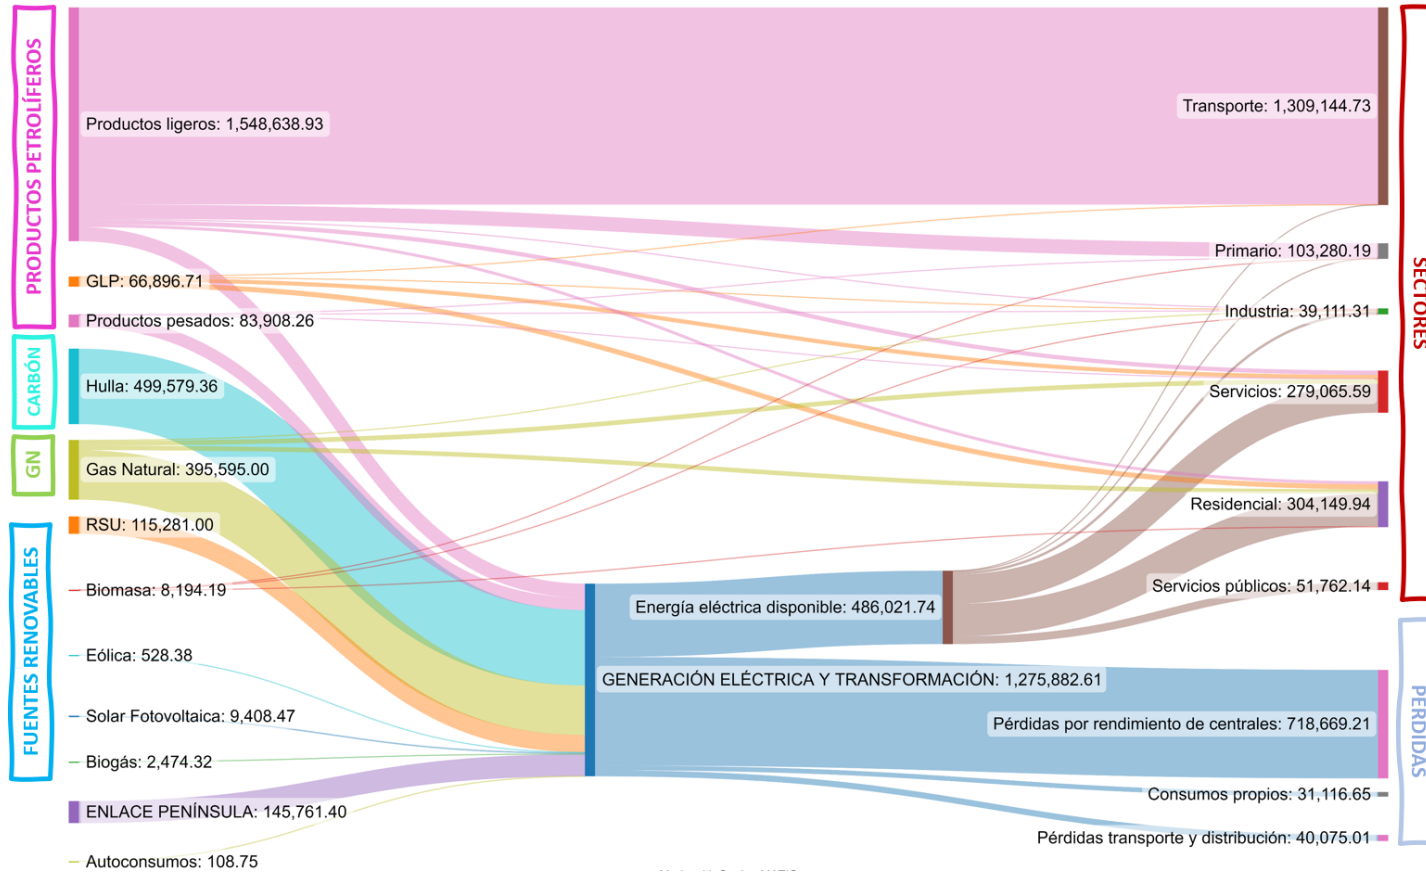 PRODUCTOS PETROLÍFEROS
Productos ligeros: 1,548,638.93
GLP: 66,896.71
Productos pesados: 83,908.26
CARBÓN
Hulla: 499,579.36
GN
Gas Natural: 395,595.00
FUENTES RENOVABLES
RSU: 115,281.00
Biomasa: 8,194.19
Eólica: 528.38
Solar Fotovoltaica: 9,408.47
Biogás: 2,474.32
ENLACE PENÍNSULA: 145,761.40
Autoconsumos: 108.75
Energía eléctrica disponible: 486,021.74
GENERACIÓN ELÉCTRICA Y TRANSFORMACIÓN: 1,275,882.61
SECTORES
Transporte: 1,309,144.73
Primario: 103,280.19
Industria: 39,111.31
Servicios: 279,065.59
Residencial: 304,149.94
Servicios públicos: 51,762.14
PERDIDAS
Pérdidas por rendimiento de centrales: 718,669.21
Consumos propios: 31,116.65
Pérdidas transporte y distribución: 40,075.01